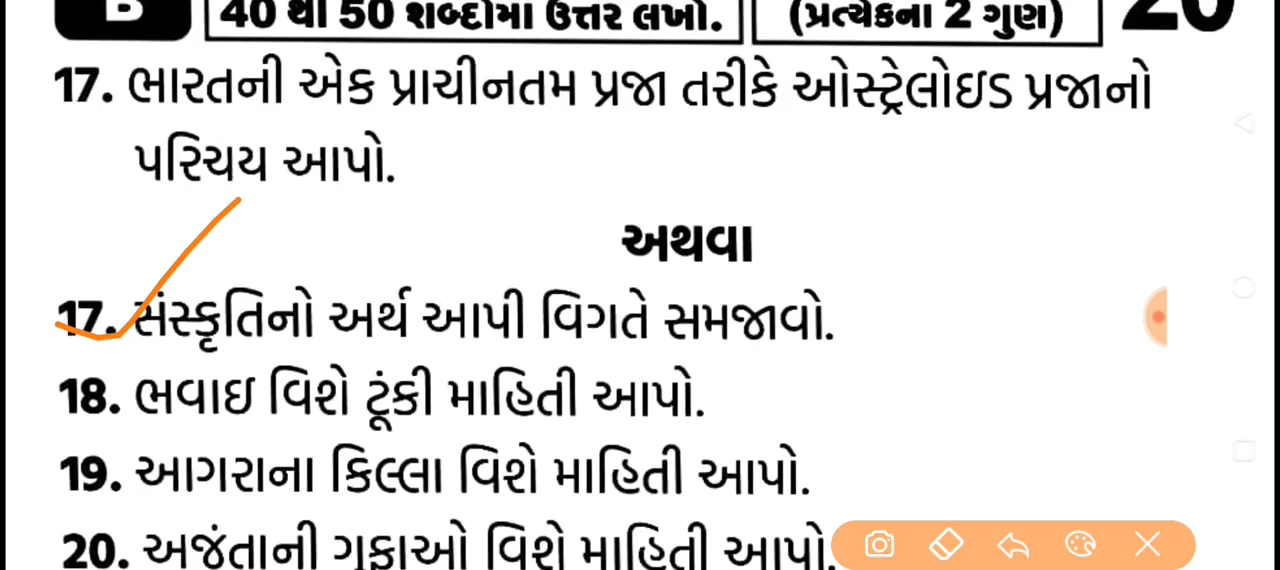 B 40 થી 50 શબ્દોમાં ઉત્તર લખો. (પ્રત્યેકના 2 ગુણ) 20
17. ભારતની એક પ્રાચીનતમ પ્રજા તરીકે ઓસ્ટ્રેલોઇડ પ્રજાનો
પરિચય આપો.
અથવા
17. સંસ્કૃતિનો અર્થ આપી વિગતે સમજાવો.
18. ભવાઇ વિશે ટૂંકી માહિતી આપો.
19. આગરાના કિલ્લા વિશે માહિતી આપો.
20. અજંતાની ગુફાઓ વિશે માહિતી આપો.